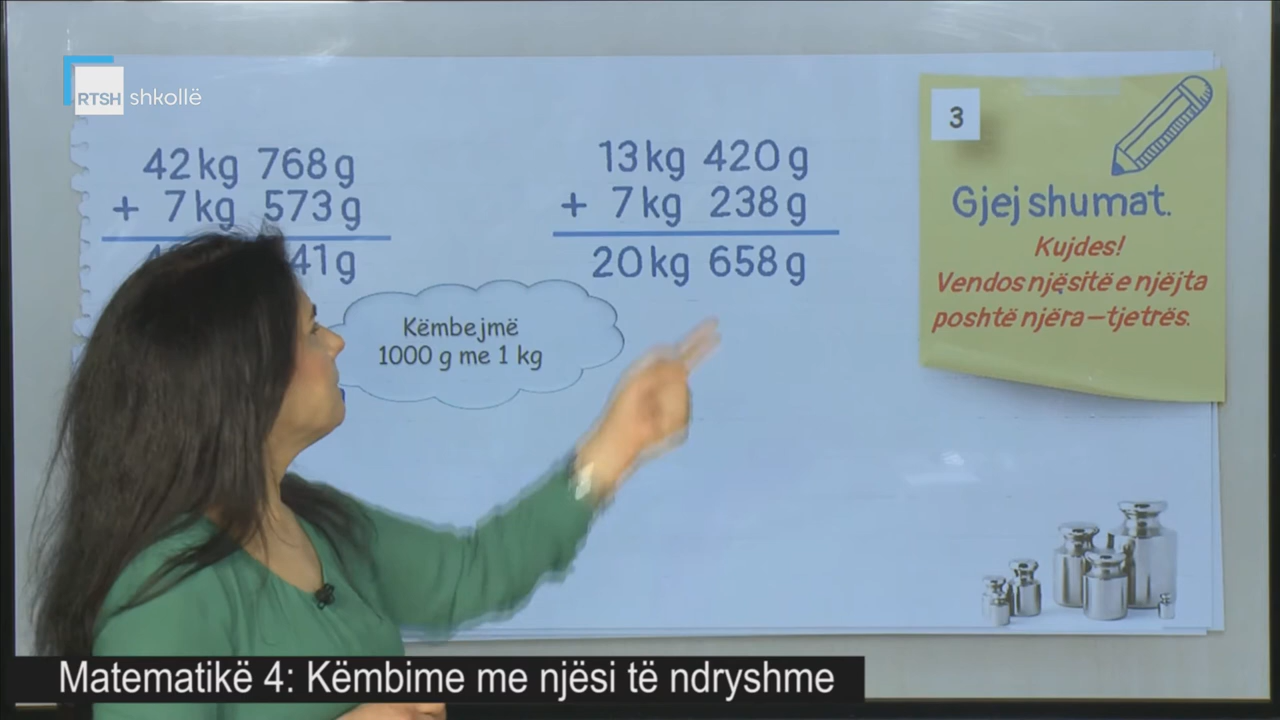 RTSH shkollë
42 kg 768 g
+ 7 kg 573 g
41 g
13 kg 420 g
+ 7 kg 238 g
20 kg 658 g
Këmbejmë
1000 g me 1 kg
3
Gjej shumat.
Kujdes!
Vendos njësitë e njëjta
poshtë njëra–tjetrës.
Matematikë 4: Këmbime me njësi të ndryshme